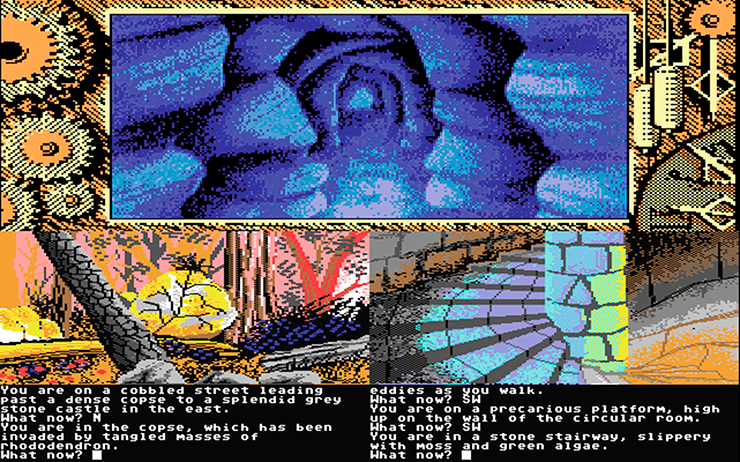 You are on a cobbled street leading
past a dense copse to a splendid grey
stone castle in the east.
What now? N
You are in the copse, which has been
invaded by tangled masses of
rhododendron.
What now?
eddies as you walk.
What now? SW
You are on a precarious platform, high
up on the wall of the circular room.
What now? SW
You are in a stone stairway, slippery
with moss and green algae.
What now?